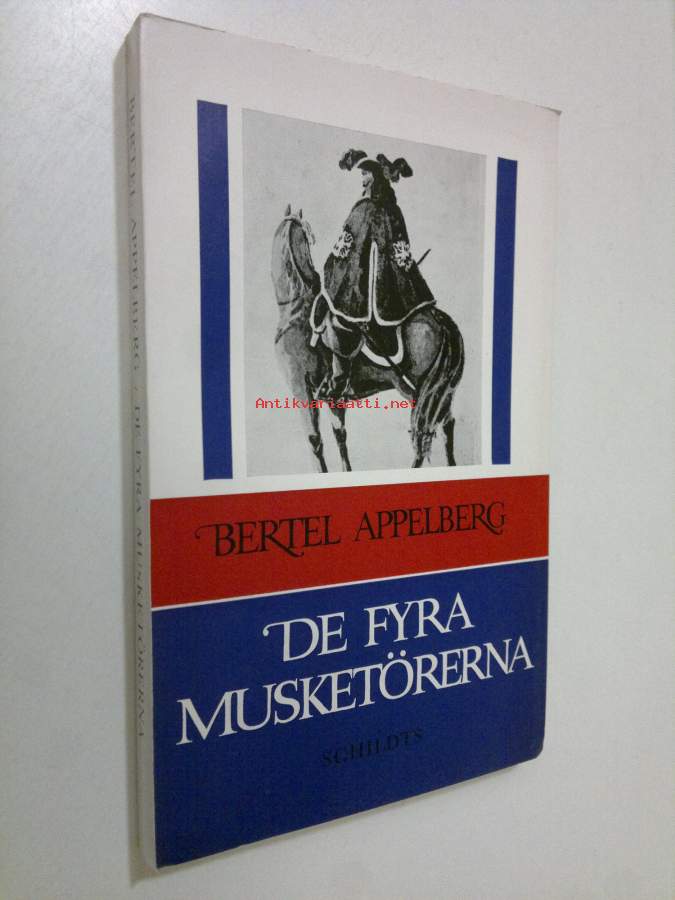 Antikvariaatti.net
BERTEL APPELBERG
DE FYRA
MUSKETÖRERNA
SCHILDTS
BERTEL APPELBERG / DE FYRA MUSKETÖRERNA